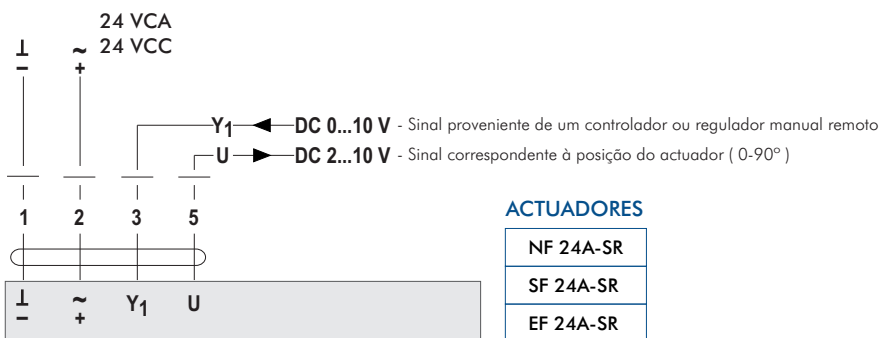 24 VCA
⊥ ~ 24 VCC
− +
Y1 DC 0...10 V - Sinal proveniente de um controlador ou regulador manual remoto
U DC 2...10 V - Sinal correspondente à posição do actuador ( 0-90º )
1 2 3 5
ACTUADORES
NF 24A-SR
SF 24A-SR
EF 24A-SR
⊥ ~ Y1 U
− +